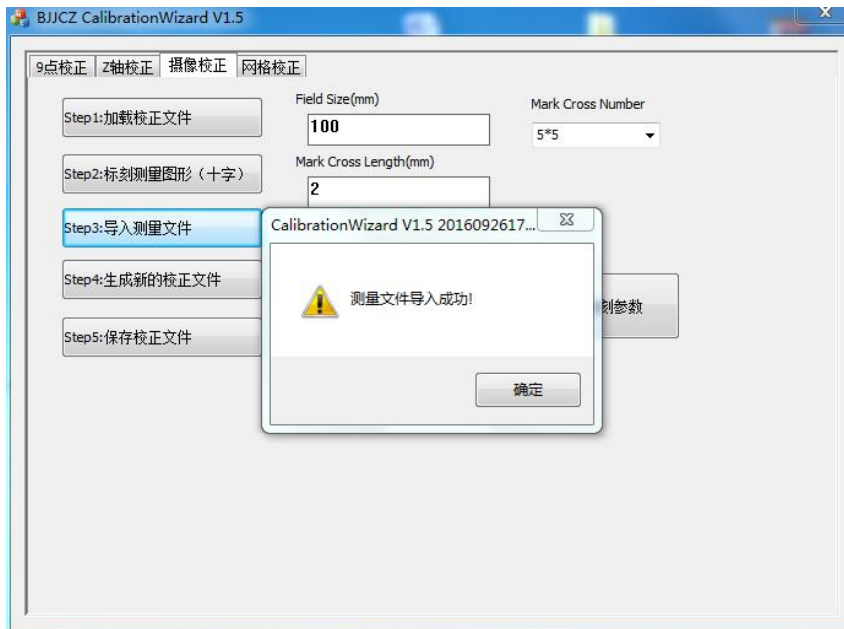 BJJCZ CalibrationWizard V1.5
9点校正 Z轴校正 摄像校正 网格校正
Step1:加载校正文件
Field Size(mm)
100
Mark Cross Number
5*5
Step2:标刻测量图形（十字）
Mark Cross Length(mm)
2
Step3:导入测量文件
CalibrationWizard V1.5 2016092617...
测量文件导入成功!
确定
Step4:生成新的校正文件
刻参数
Step5:保存校正文件